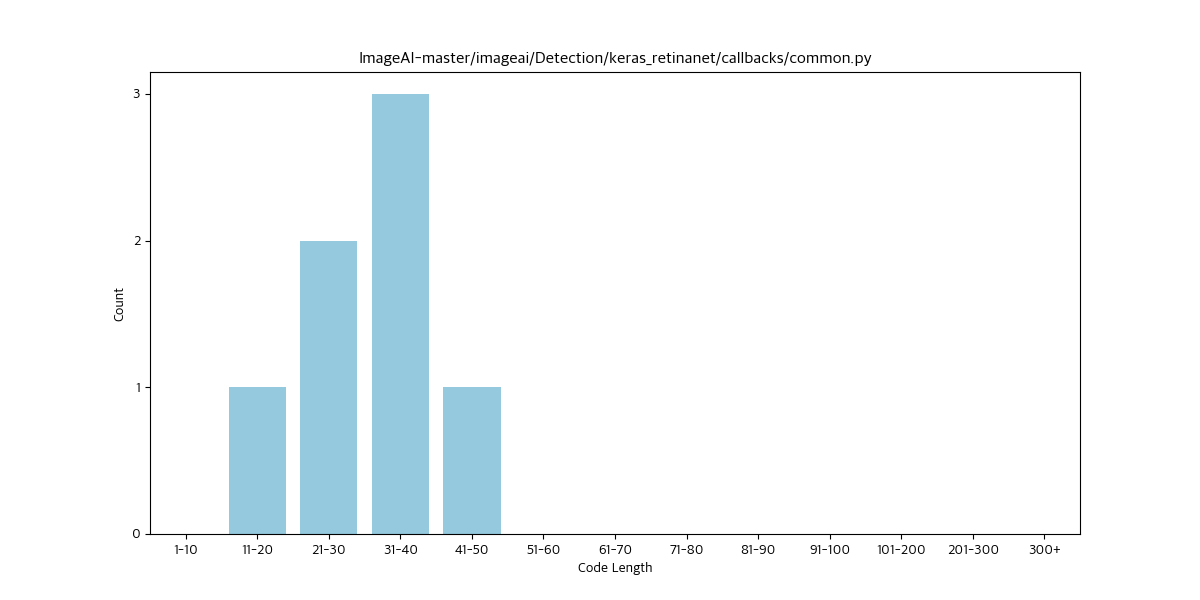 ImageAI-master/imageai/Detection/keras_retinanet/callbacks/common.py
3
2
1
0
Count
1-10 11-20 21-30 31-40 41-50 51-60 61-70 71-80 81-90 91-100 101-200 201-300 300+
Code Length